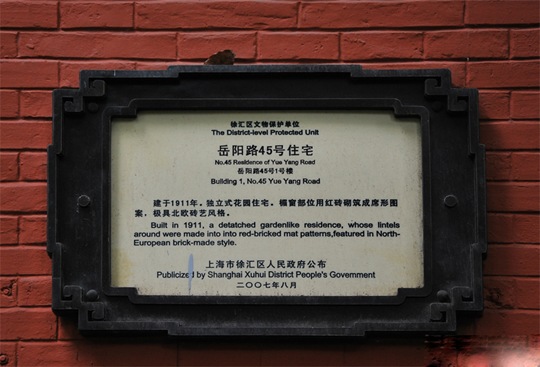 徐汇区文物保护单位
The District-level Protected Unit
岳阳路45号住宅
No.45 Residence of Yue Yang Road
岳阳路45号1号楼
Building 1, No.45 Yue Yang Road
建于1911年。独立式花园住宅。楣窗部位用红砖砌筑成席形图
案，极具北欧砖艺风格。
Built in 1911, a detatched gardenlike residence, whose lintels
around were made into into red-bricked mat patterns,featured in North-
European brick-made style.
上海市徐汇区人民政府公布
Publicized by Shanghai Xuhui District People's Government
二〇〇七年八月